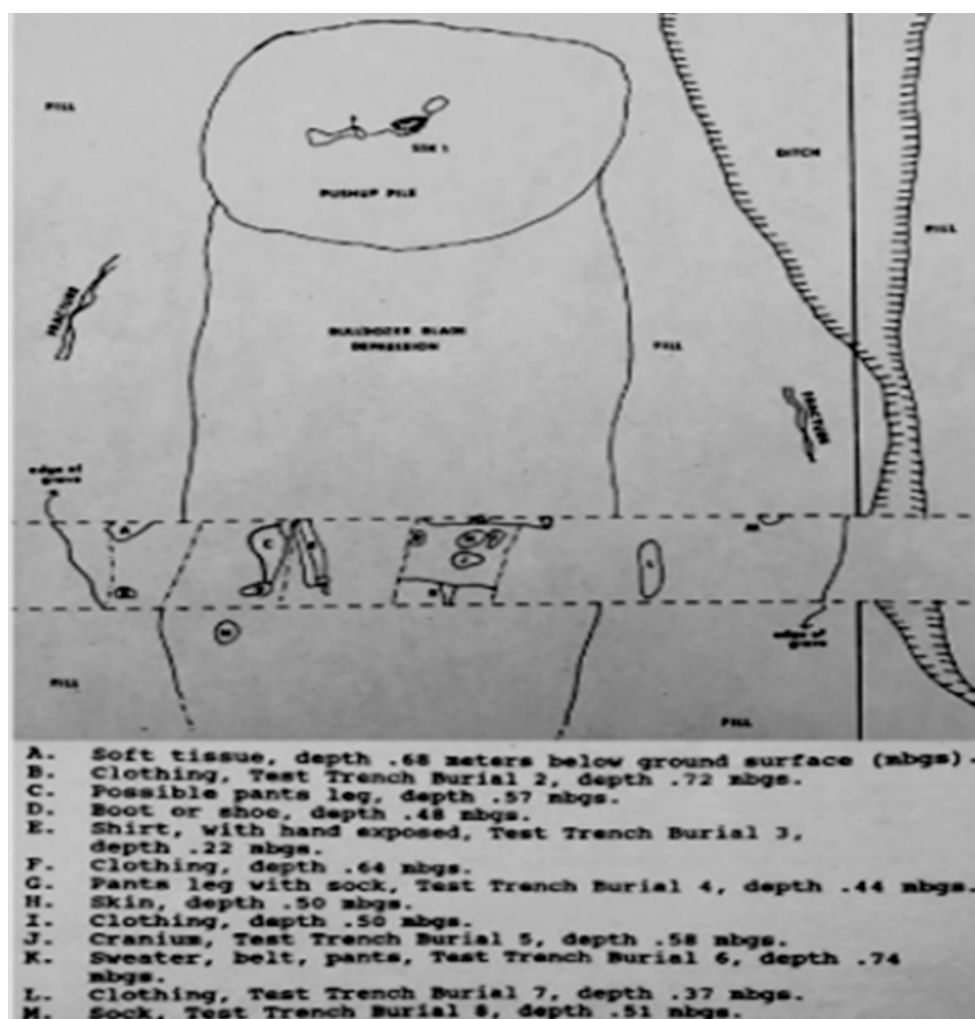 FILL
SSK 1
DITCH
PUSHUP PILE
FILL
FRACTURE
BULLDOZER BLADE
DEPRESSION
FILL
FRACTURE
edge of
grave
A
C
edge of
grave
FILL
FILL
A. Soft tissue, depth .68 meters below ground surface (mbgs).
B. Clothing, Test Trench Burial 2, depth .72 mbgs.
C. Possible pants leg, depth .57 mbgs.
D. Boot or shoe, depth .48 mbgs.
E. Shirt, with hand exposed, Test Trench Burial 3,
depth .22 mbgs.
F. Clothing, depth .64 mbgs.
G. Pants leg with sock, Test Trench Burial 4, depth .44 mbgs.
H. Skin, depth .50 mbgs.
I. Clothing, depth .50 mbgs.
J. Cranium, Test Trench Burial 5, depth .58 mbgs.
K. Sweater, belt, pants, Test Trench Burial 6, depth .74
mbgs.
L. Clothing, Test Trench Burial 7, depth .37 mbgs.
M. Sock, Test Trench Burial 8, depth .51 mbgs.